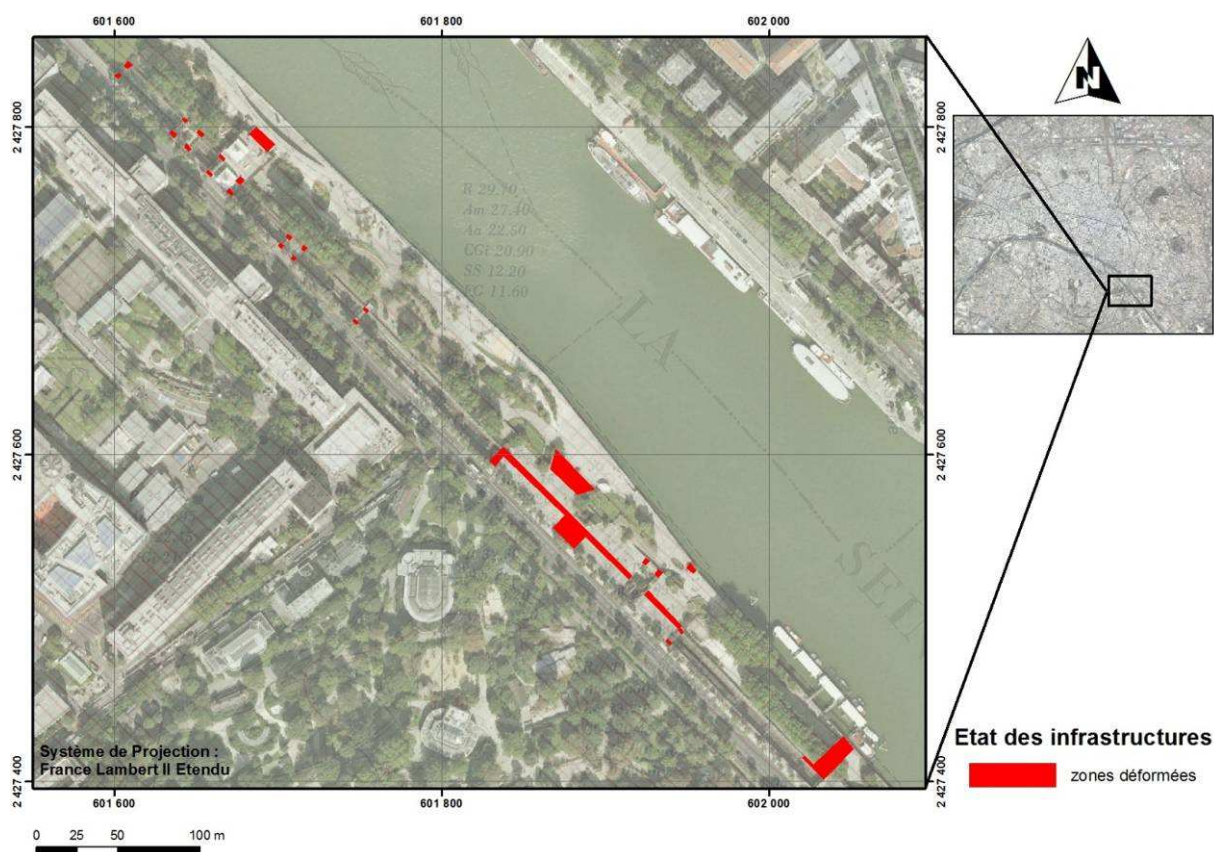 601 600
601 800
602 000
N
2 427 800
2 427 800
R 29.70
Am 27.40
Aa 22.50
CGt 20.90
SS 12.20
EG 11.60
LA
2 427 600
2 427 600
SEI
Système de Projection :
France Lambert II Etendu
Etat des infrastructures
zones déformées
2 427 400
2 427 400
601 600
601 800
602 000
0 25 50 100 m